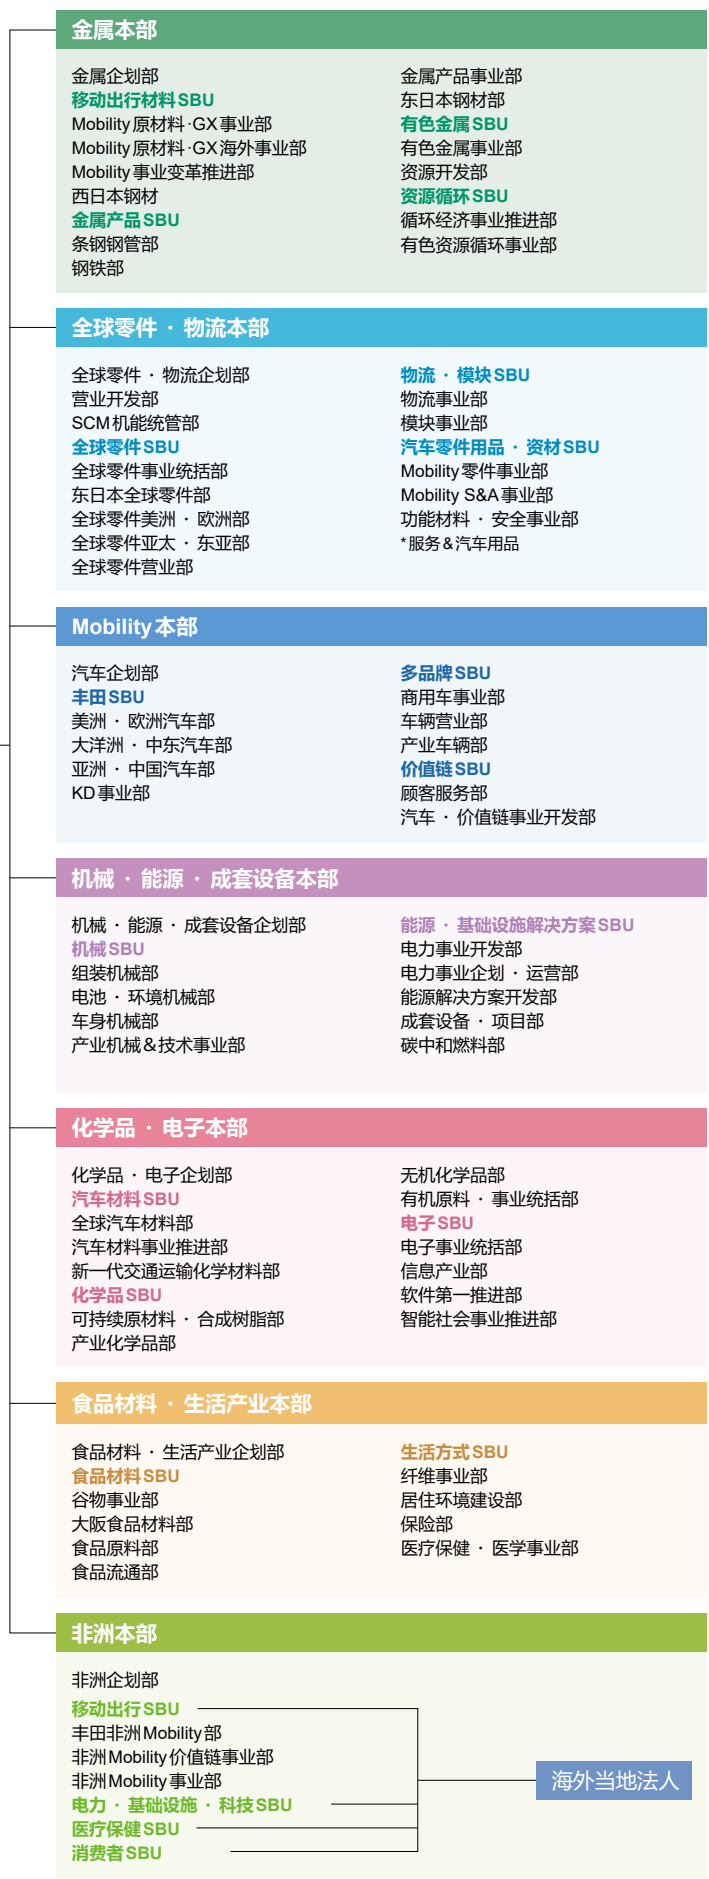 金属本部
金属企划部
移动出行材料SBU
Mobility原材料·GX事业部
Mobility原材料·GX海外事业部
Mobility事业变革推进部
西日本钢材
金属产品SBU
条钢钢管部
钢铁部
金属产品事业部
东日本钢材部
有色金属SBU
有色金属事业部
资源开发部
资源循环SBU
循环经济事业推进部
有色资源循环事业部
全球零件 · 物流本部
全球零件 · 物流企划部
营业开发部
SCM机能统管部
全球零件SBU
全球零件事业统括部
东日本全球零件部
全球零件美洲 · 欧洲部
全球零件亚太 · 东亚部
全球零件营业部
物流 · 模块SBU
物流事业部
模块事业部
汽车零件用品 · 资材SBU
Mobility零件事业部
Mobility S&A事业部
功能材料 · 安全事业部
*服务&汽车用品
Mobility本部
汽车企划部
丰田SBU
美洲 · 欧洲汽车部
大洋洲 · 中东汽车部
亚洲 · 中国汽车部
KD事业部
多品牌SBU
商用车事业部
车辆营业部
产业车辆部
价值链SBU
顾客服务部
汽车 · 价值链事业开发部
机械 · 能源 · 成套设备本部
机械 · 能源 · 成套设备企划部
机械SBU
组装机械部
电池 · 环境机械部
车身机械部
产业机械&技术事业部
能源 · 基础设施解决方案SBU
电力事业开发部
电力事业企划 · 运营部
能源解决方案开发部
成套设备 · 项目部
碳中和燃料部
化学品 · 电子本部
化学品 · 电子企划部
汽车材料SBU
全球汽车材料部
汽车材料事业推进部
新一代交通运输化学材料部
化学品SBU
可持续原材料 · 合成树脂部
产业化学品部
无机化学品部
有机原料 · 事业统括部
电子SBU
电子事业统括部
信息产业部
软件第一推进部
智能社会事业推进部
食品材料 · 生活产业本部
食品材料 · 生活产业企划部
食品材料SBU
谷物事业部
大阪食品材料部
食品原料部
食品流通部
生活方式SBU
纤维事业部
居住环境建设部
保险部
医疗保健 · 医学事业部
非洲本部
非洲企划部
移动出行SBU
丰田非洲Mobility部
非洲Mobility价值链事业部
非洲Mobility事业部
电力 · 基础设施 · 科技SBU
医疗保健SBU
消费者SBU
海外当地法人